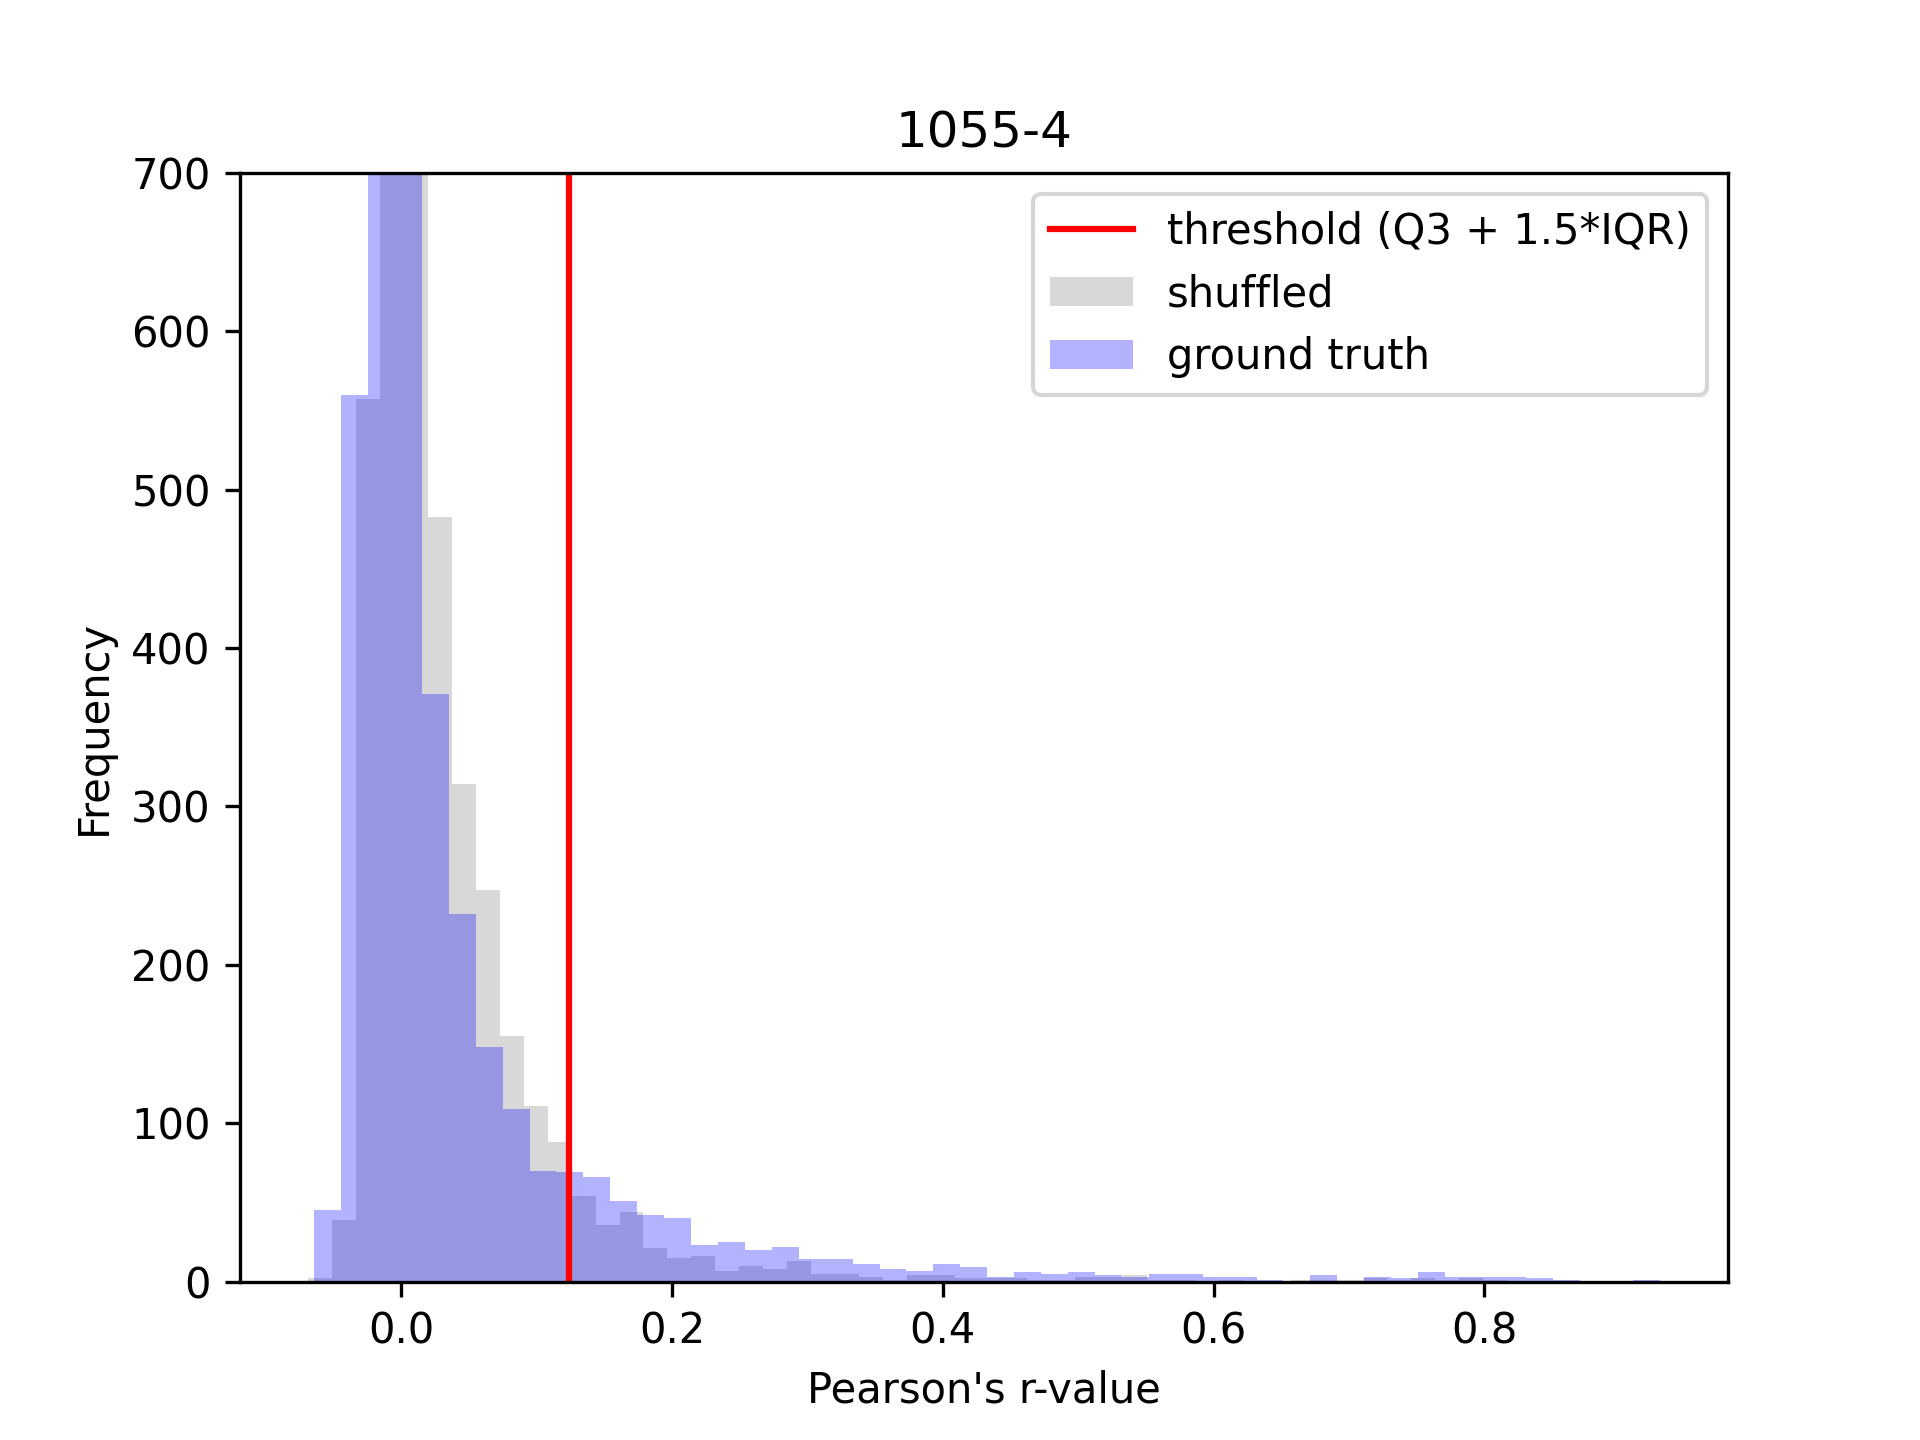 1055-4
700
600
500
400
300
200
100
0
Frequency
threshold (Q3 + 1.5*IQR)
shuffled
ground truth
0.0 0.2 0.4 0.6 0.8
Pearson's r-value